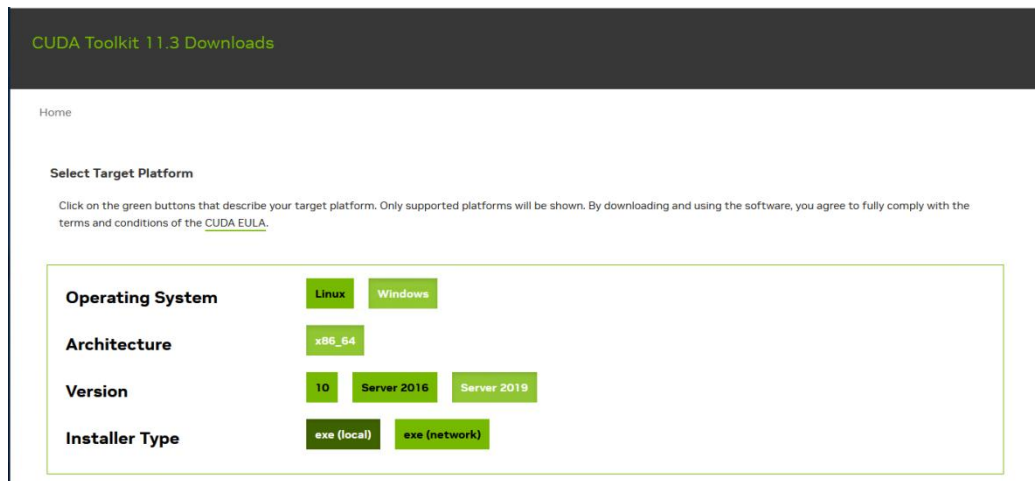 CUDA Toolkit 11.3 Downloads
Home
Select Target Platform
Click on the green buttons that describe your target platform. Only supported platforms will be shown. By downloading and using the software, you agree to fully comply with the
terms and conditions of the CUDA EULA.
Operating System Linux Windows
Architecture x86_64
Version 10 Server 2016 Server 2019
Installer Type exe (local) exe (network)